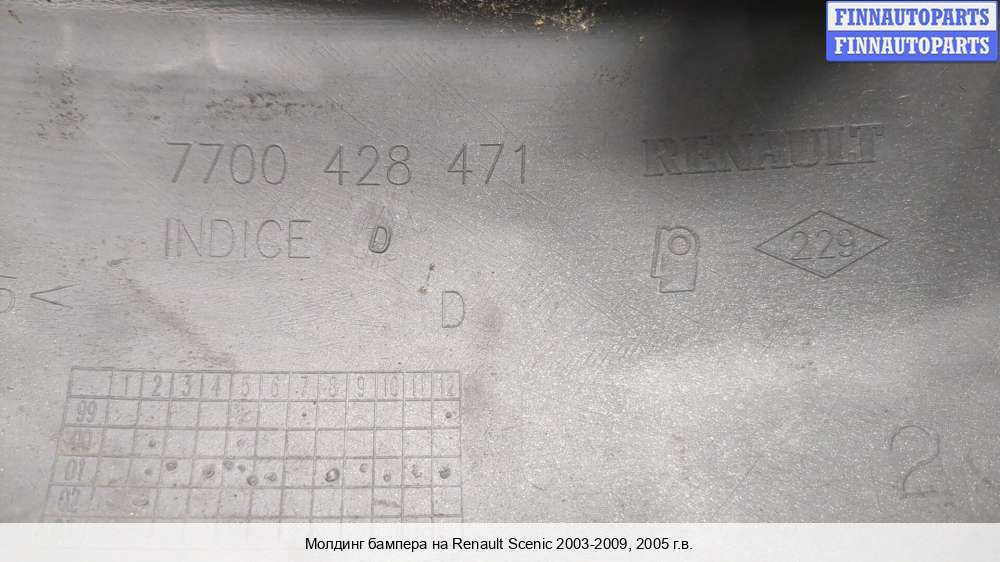 FINNAUTOPARTS
FINNAUTOPARTS
7700 428 471
RENAULT
INDICE D
229
D
1 2 3 4 5 6 7 8 9 10 11 12
99
00
01
02
Молдинг бампера на Renault Scenic 2003-2009, 2005 г.в.